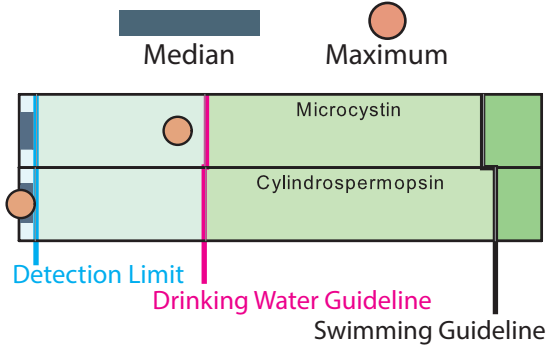 Median
Maximum
Microcystin
Cylindrospermopsin
Detection Limit
Drinking Water Guideline
Swimming Guideline